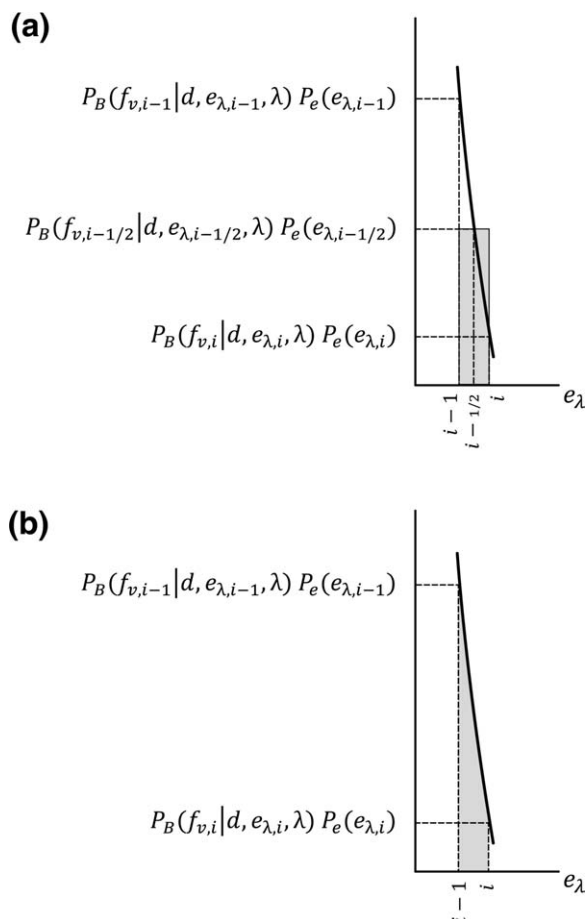 (a)
P_B(f_{v,i−1}|d, e_{λ,i−1}, λ) P_e(e_{λ,i−1})
P_B(f_{v,i−1/2}|d, e_{λ,i−1/2}, λ) P_e(e_{λ,i−1/2})
P_B(f_{v,i}|d, e_{λ,i}, λ) P_e(e_{λ,i})
i − 1
i − 1/2
i
e_λ
(b)
P_B(f_{v,i−1}|d, e_{λ,i−1}, λ) P_e(e_{λ,i−1})
P_B(f_{v,i}|d, e_{λ,i}, λ) P_e(e_{λ,i})
i − 1
i
e_λ